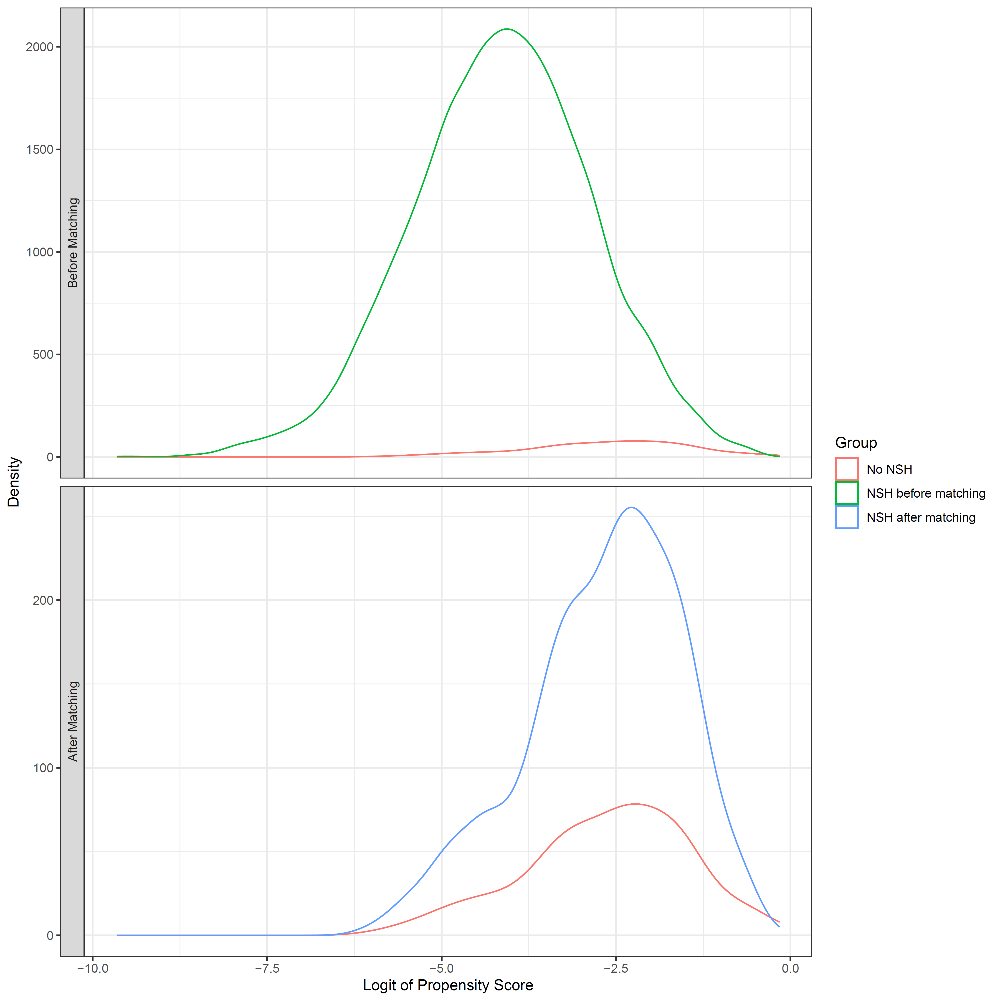 Density
Before Matching
2000
1500
1000
500
0
After Matching
200
100
0
−10.0 −7.5 −5.0 −2.5 0.0
Logit of Propensity Score
Group
No NSH
NSH before matching
NSH after matching